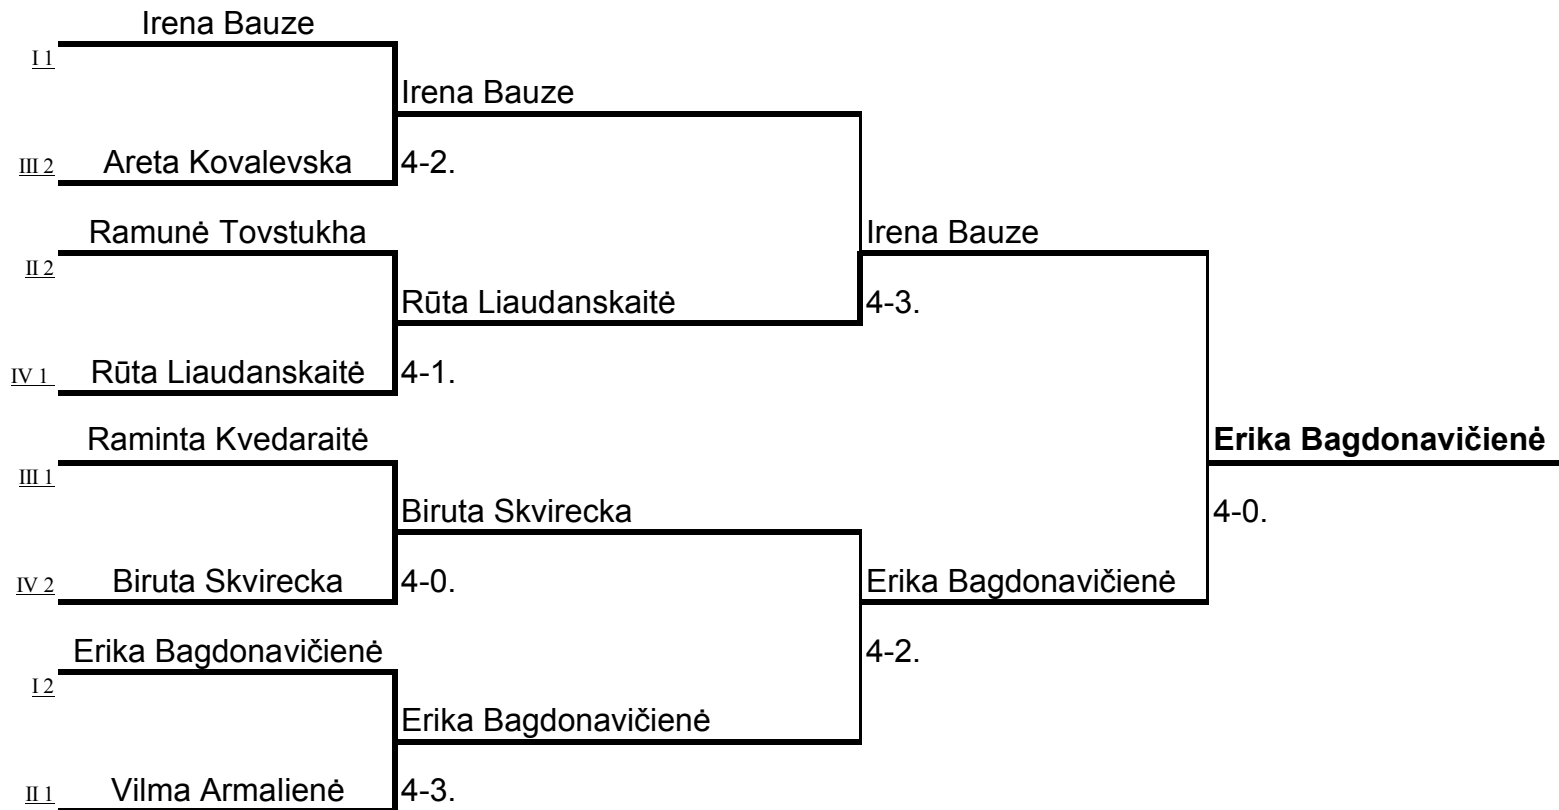 Irena Bauze
I 1
Irena Bauze
III 2 Areta Kovalevska 4-2.
Ramunė Tovstukha Irena Bauze
II 2
Rūta Liaudanskaitė 4-3.
IV 1 Rūta Liaudanskaitė 4-1.
Raminta Kvedaraitė Erika Bagdonavičienė
III 1
Biruta Skvirecka 4-0.
IV 2 Biruta Skvirecka 4-0. Erika Bagdonavičienė
Erika Bagdonavičienė 4-2.
I 2
Erika Bagdonavičienė
II 1 Vilma Armalienė 4-3.